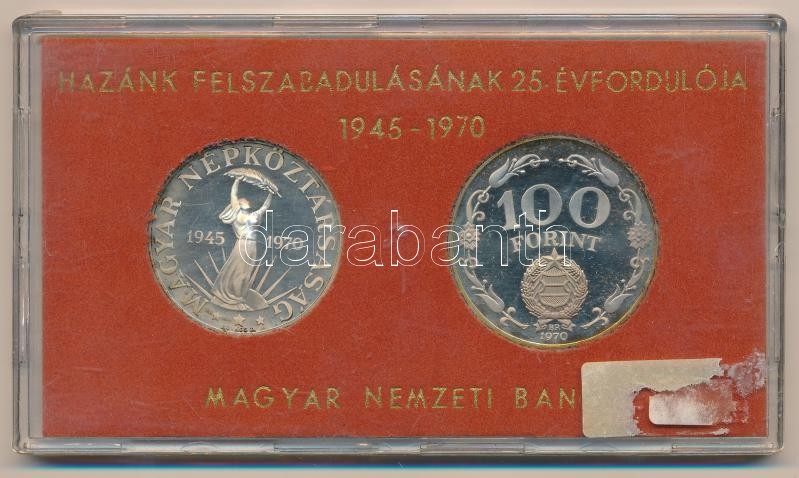 HAZÁNK FELSZABADULÁSÁNAK 25. ÉVFORDULÓJA
1945-1970
MAGYAR NÉPKÖZTÁRSASÁG
1945 1970
100
FORINT
BP.
1970
darabanth
MAGYAR NEMZETI BAN